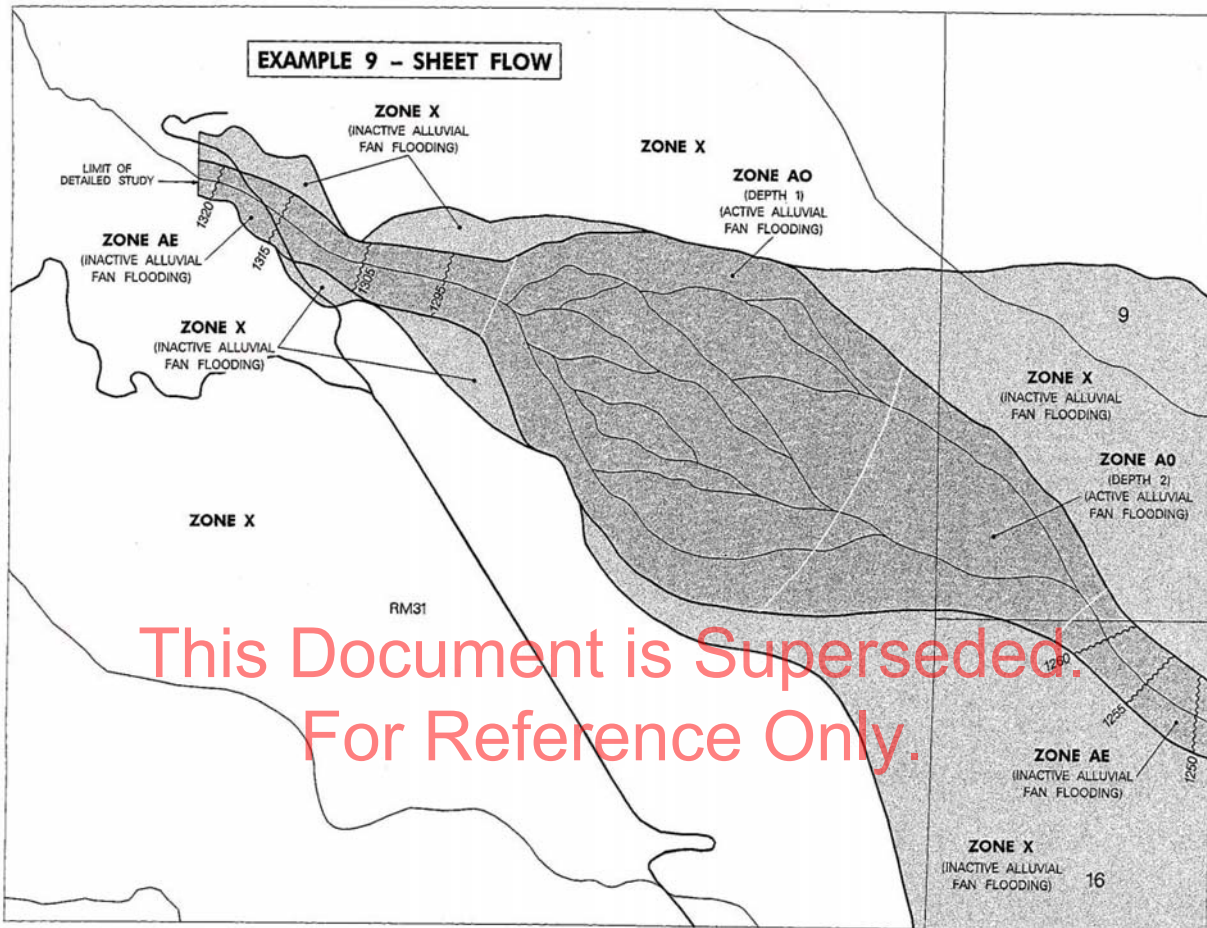 EXAMPLE 9 – SHEET FLOW
ZONE X
(INACTIVE ALLUVIAL
FAN FLOODING)
ZONE X
LIMIT OF
DETAILED STUDY
ZONE AO
(DEPTH 1)
(ACTIVE ALLUVIAL
FAN FLOODING)
1320
1315
1305
1295
ZONE AE
(INACTIVE ALLUVIAL
FAN FLOODING)
ZONE X
(INACTIVE ALLUVIAL
FAN FLOODING)
9
ZONE X
(INACTIVE ALLUVIAL
FAN FLOODING)
ZONE AO
(DEPTH 2)
(ACTIVE ALLUVIAL
FAN FLOODING)
ZONE X
RM31
This Document is Superseded.
For Reference Only.
1260
1255
1250
ZONE AE
(INACTIVE ALLUVIAL
FAN FLOODING)
ZONE X
(INACTIVE ALLUVIAL
FAN FLOODING)
16